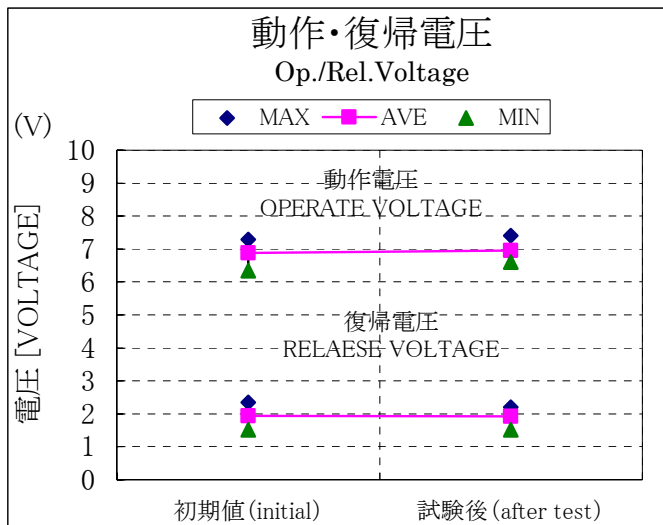 動作・復帰電圧
Op./Rel.Voltage
(V)
MAX AVE MIN
電圧 [VOLTAGE]
10
9
8
7
6
5
4
3
2
1
0
動作電圧
OPERATE VOLTAGE
復帰電圧
RELAESE VOLTAGE
初期値(initial) 試験後(after test)